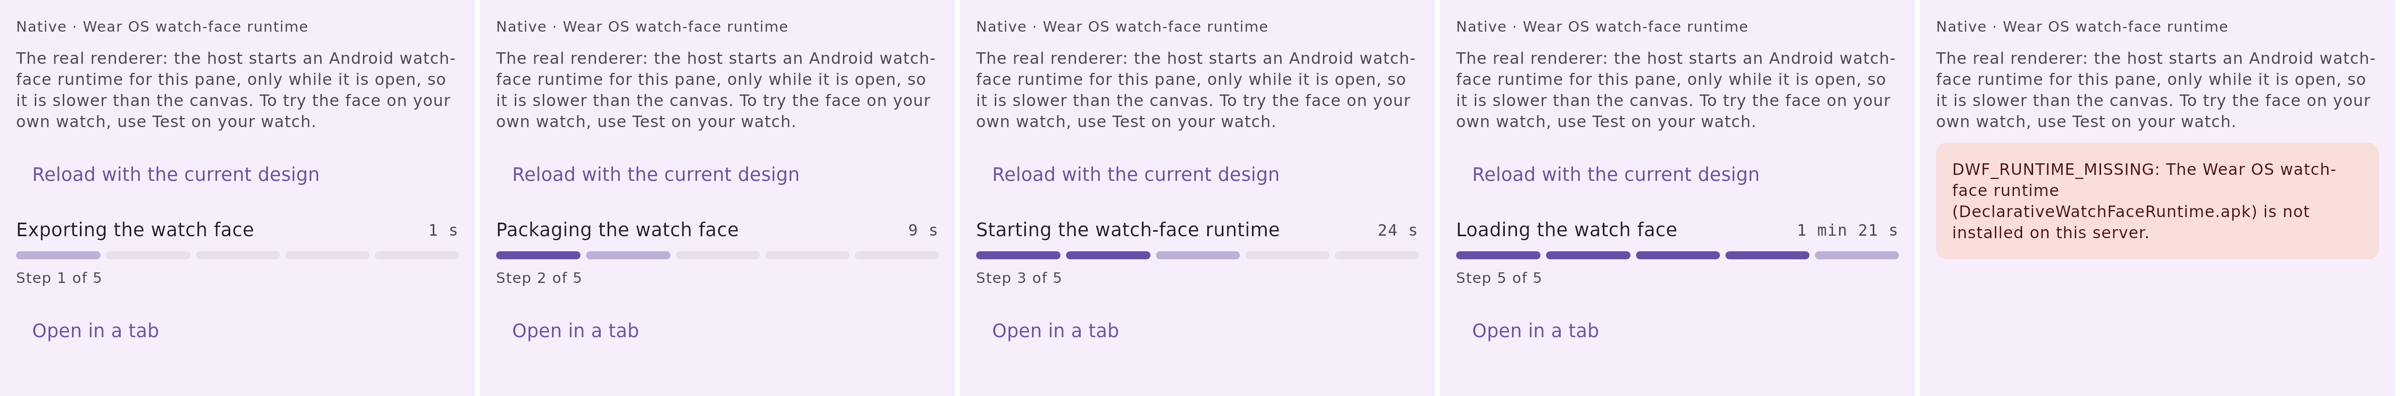 Native · Wear OS watch-face runtime
The real renderer: the host starts an Android watch-
face runtime for this pane, only while it is open, so
it is slower than the canvas. To try the face on your
own watch, use Test on your watch.
Reload with the current design
Exporting the watch face 1 s
Step 1 of 5
Open in a tab
Native · Wear OS watch-face runtime
The real renderer: the host starts an Android watch-
face runtime for this pane, only while it is open, so
it is slower than the canvas. To try the face on your
own watch, use Test on your watch.
Reload with the current design
Packaging the watch face 9 s
Step 2 of 5
Open in a tab
Native · Wear OS watch-face runtime
The real renderer: the host starts an Android watch-
face runtime for this pane, only while it is open, so
it is slower than the canvas. To try the face on your
own watch, use Test on your watch.
Reload with the current design
Starting the watch-face runtime 24 s
Step 3 of 5
Open in a tab
Native · Wear OS watch-face runtime
The real renderer: the host starts an Android watch-
face runtime for this pane, only while it is open, so
it is slower than the canvas. To try the face on your
own watch, use Test on your watch.
Reload with the current design
Loading the watch face 1 min 21 s
Step 5 of 5
Open in a tab
Native · Wear OS watch-face runtime
The real renderer: the host starts an Android watch-
face runtime for this pane, only while it is open, so
it is slower than the canvas. To try the face on your
own watch, use Test on your watch.
DWF_RUNTIME_MISSING: The Wear OS watch-
face runtime
(DeclarativeWatchFaceRuntime.apk) is not
installed on this server.